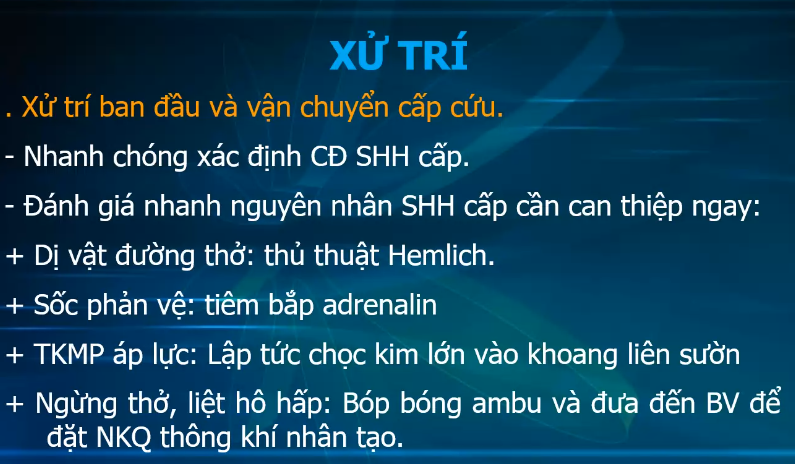 XỬ TRÍ
. Xử trí ban đầu và vận chuyển cấp cứu.
- Nhanh chóng xác định CĐ SHH cấp.
- Đánh giá nhanh nguyên nhân SHH cấp cần can thiệp ngay:
+ Dị vật đường thở: thủ thuật Hemlich.
+ Sốc phản vệ: tiêm bắp adrenalin
+ TKMP áp lực: Lập tức chọc kim lớn vào khoang liên sườn
+ Ngừng thở, liệt hô hấp: Bóp bóng ambu và đưa đến BV để
đặt NKQ thông khí nhân tạo.